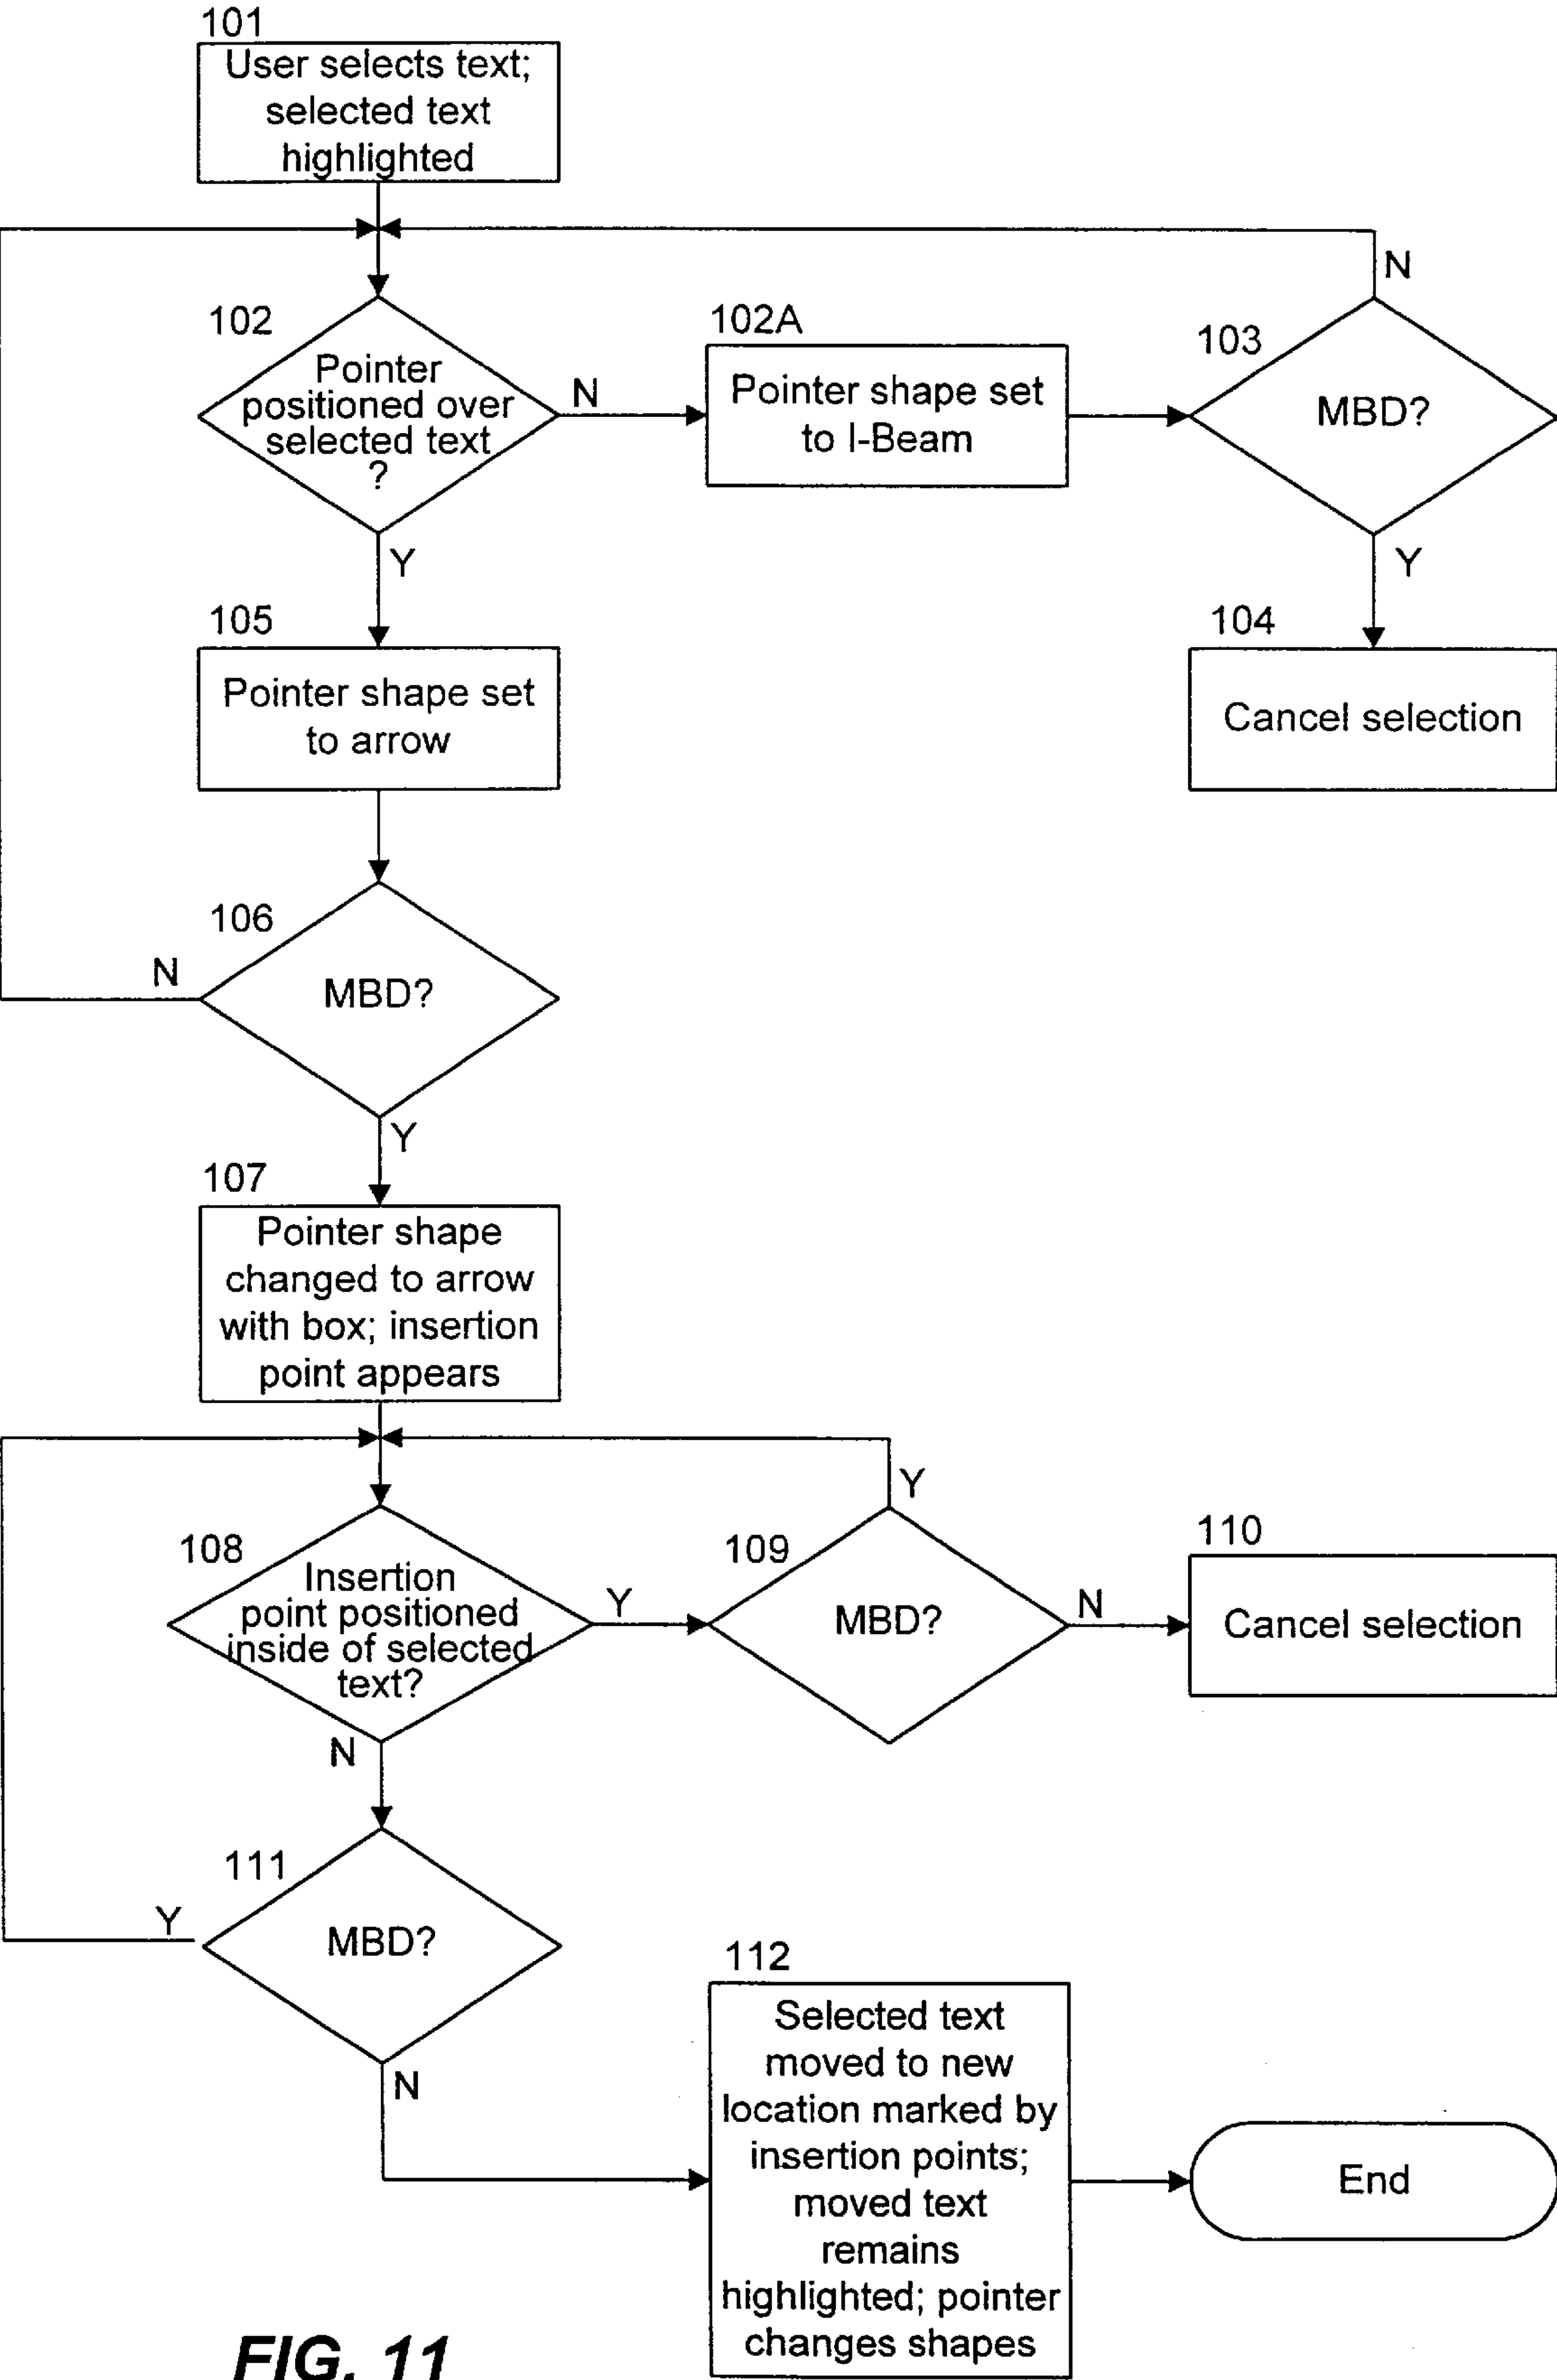 101
User selects text;
selected text
highlighted
N
102
Pointer
positioned over
selected text
?
N
102A
Pointer shape set
to I-Beam
103
MBD?
Y
Y
105
Pointer shape set
to arrow
104
Cancel selection
106
N
MBD?
Y
107
Pointer shape
changed to arrow
with box; insertion
point appears
Y
108
Insertion
point positioned
inside of selected
text?
Y
109
MBD?
N
110
Cancel selection
N
111
Y
MBD?
N
112
Selected text
moved to new
location marked by
insertion points;
moved text
remains
highlighted; pointer
changes shapes
End
FIG. 11